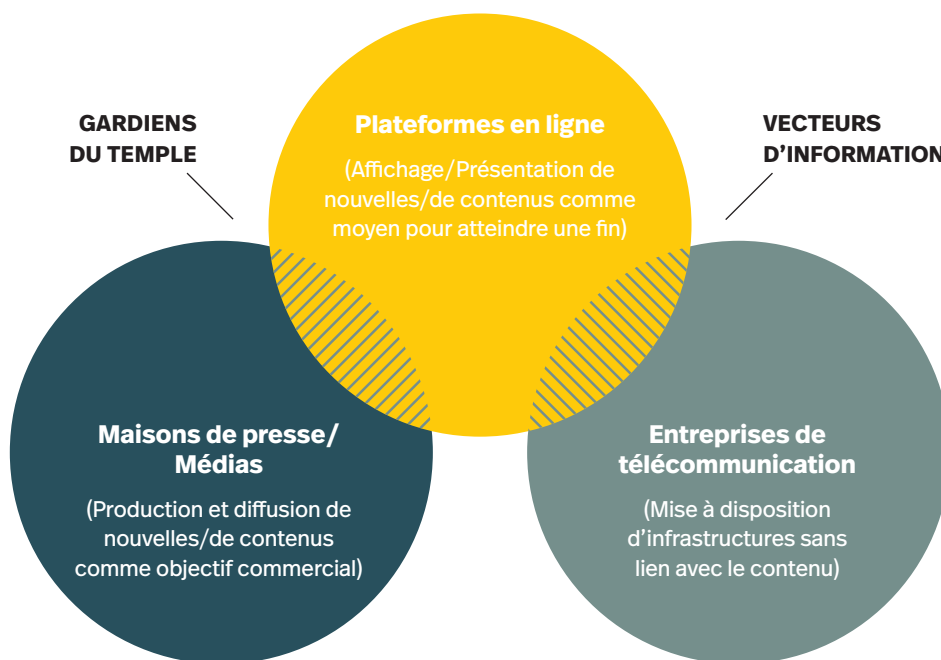 GARDIENS
DU TEMPLE
Plateformes en ligne
(Affichage/Présentation de
nouvelles/de contenus comme
moyen pour atteindre une fin)
VECTEURS
D’INFORMATION
Maisons de presse/
Médias
(Production et diffusion de
nouvelles/de contenus
comme objectif commercial)
Entreprises de
télécommunication
(Mise à disposition
d’infrastructures sans
lien avec le contenu)